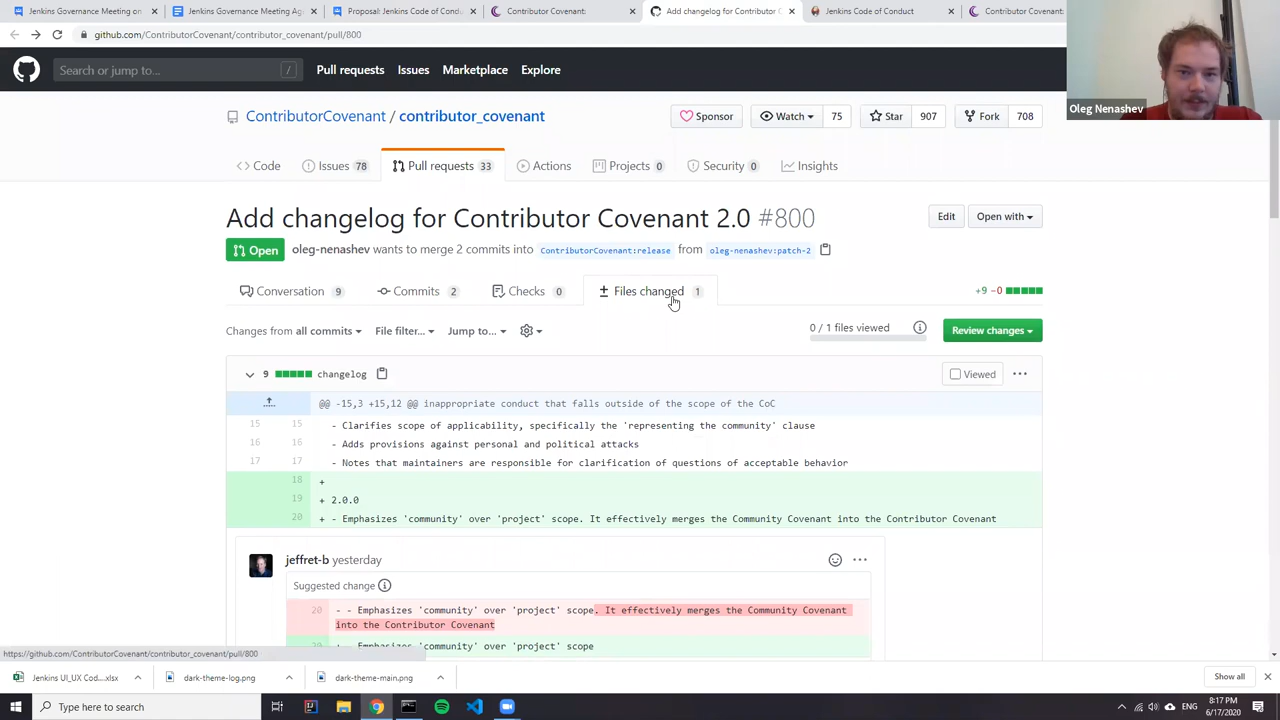 Jenkins Governance Meeting on
Jenkins Governance Meeting Ag
Proposal: Jenkins Code of Condu
Contributor Covenant:
Add changelog for Contributor C
Jenkins Code of Conduct
Contributor Covenant:
github.com/ContributorCovenant/contributor_covenant/pull/800
Search or jump to…
/
Pull requests
Issues
Marketplace
Explore
Oleg Nenashev
ContributorCovenant / contributor_covenant
Sponsor
Watch
75
Star
907
Fork
708
Code
Issues 78
Pull requests 33
Actions
Projects 0
Security 0
Insights
Add changelog for Contributor Covenant 2.0 #800
Edit
Open with
Open
oleg-nenashev wants to merge 2 commits into ContributorCovenant:release from oleg-nenashev:patch-2
Conversation 9
Commits 2
Checks 0
Files changed 1
+9 −0
Changes from all commits
File filter...
Jump to...
0 / 1 files viewed
Review changes
9
changelog
Viewed
@@ -15,3 +15,12 @@ inappropriate conduct that falls outside of the scope of the CoC
15 15 - Clarifies scope of applicability, specifically the 'representing the community' clause
16 16 - Adds provisions against personal and political attacks
17 17 - Notes that maintainers are responsible for clarification of questions of acceptable behavior
18 +
19 + 2.0.0
20 + - Emphasizes 'community' over 'project' scope. It effectively merges the Community Covenant into the Contributor Covenant
jeffret-b yesterday
Suggested change
20 - - Emphasizes 'community' over 'project' scope. It effectively merges the Community Covenant
into the Contributor Covenant
20 + - Emphasizes 'community' over 'project' scope
https://github.com/ContributorCovenant/contributor_covenant/pull/800
Jenkins UI_UX Cod....xlsx
dark-theme-log.png
dark-theme-main.png
Show all
Type here to search
ENG
8:17 PM
6/17/2020